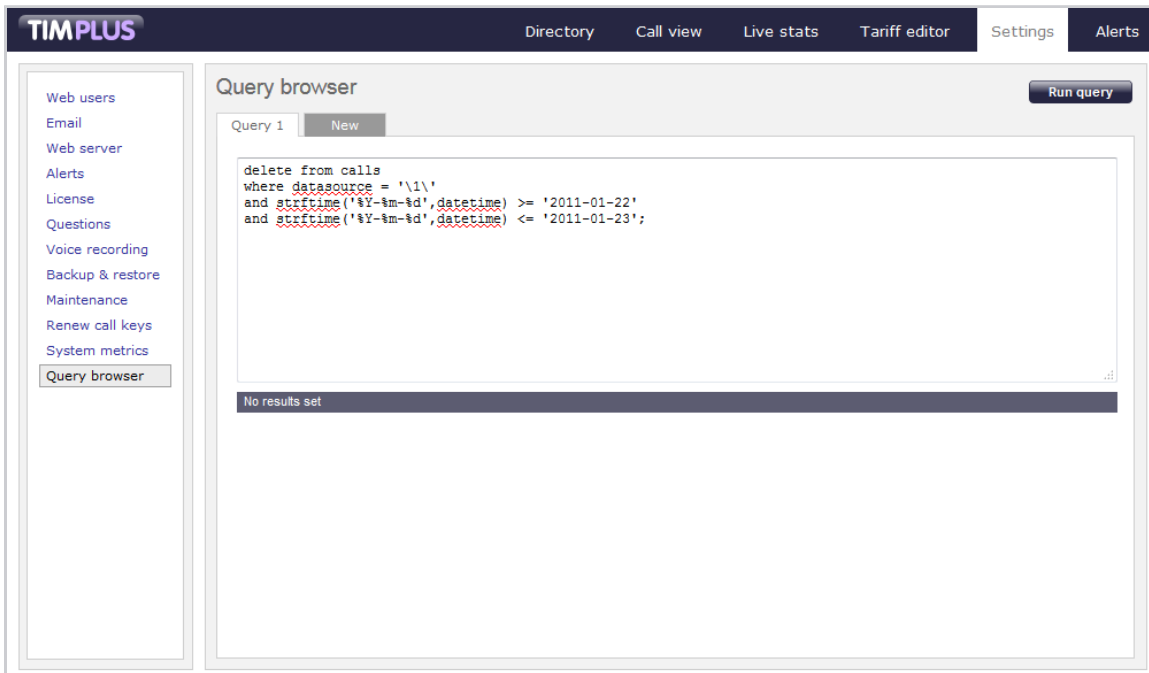 TIMPLUS
Directory Call view Live stats Tariff editor Settings Alerts
Web users
Email
Web server
Alerts
License
Questions
Voice recording
Backup & restore
Maintenance
Renew call keys
System metrics
Query browser
Query browser
Run query
Query 1 New
delete from calls
where datasource = '\1\'
and strftime('%Y-%m-%d',datetime) >= '2011-01-22'
and strftime('%Y-%m-%d',datetime) <= '2011-01-23';
No results set